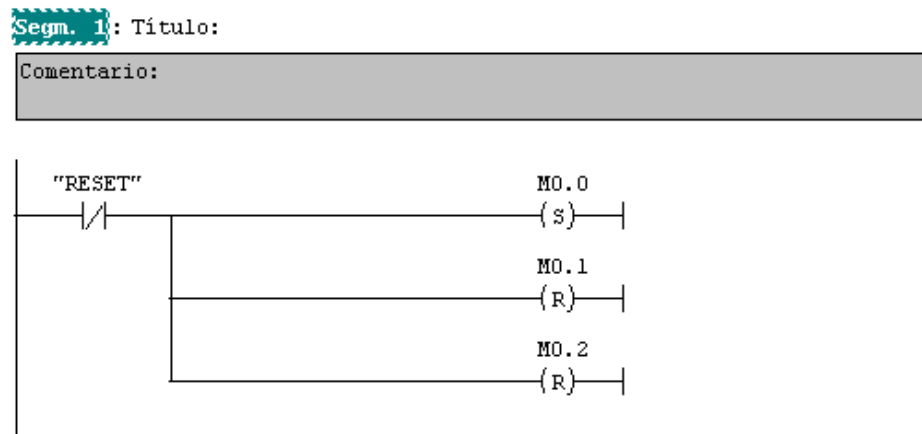 Segm. 1: Título:
Comentario:
"RESET"
M0.0
(S)
M0.1
(R)
M0.2
(R)